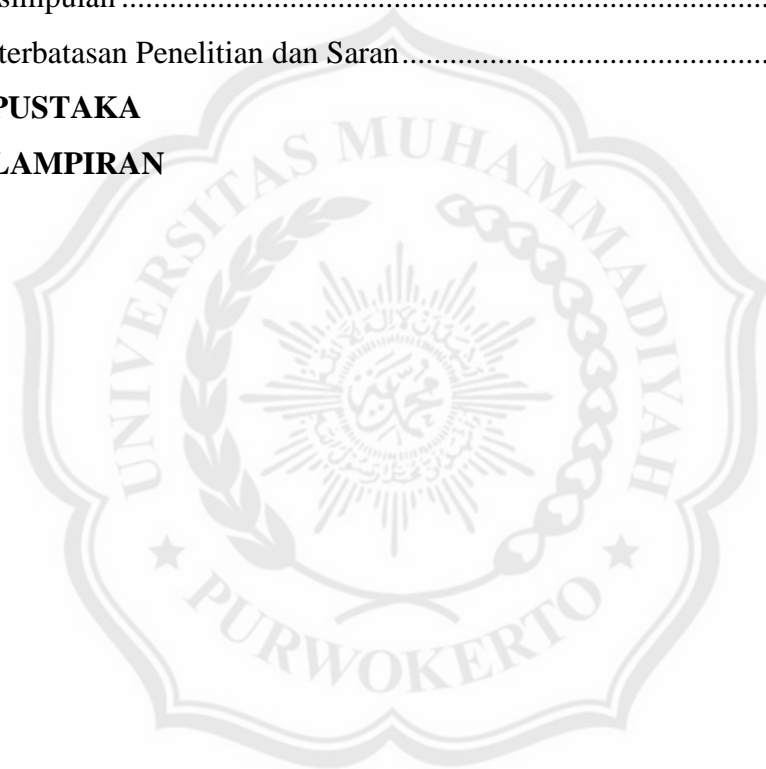 simpulan ....................................................................................
terbatasan Penelitian dan Saran ...............................................
PUSTAKA
LAMPIRAN
UNIVERSITAS MUHAMMADIYAH
PURWOKERTO